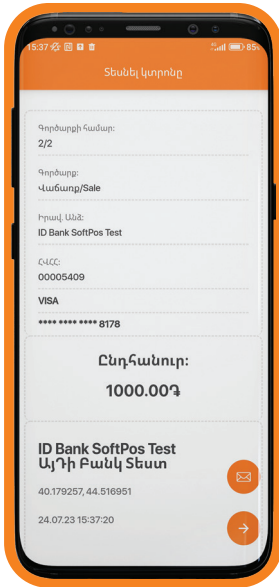 15:37
85%
Տեսնել կտրոնը
Գործարքի համար:
2/2
Գործարք:
Վաճառք/Sale
Իրավ. Անձ:
ID Bank SoftPos Test
ՀՎՀՀ:
00005409
VISA
**** **** **** 8178
Ընդհանուր:
1000.00֏
ID Bank SoftPos Test
ԱյԴի Բանկ Տեստ
40.179257, 44.516951
24.07.23 15:37:20